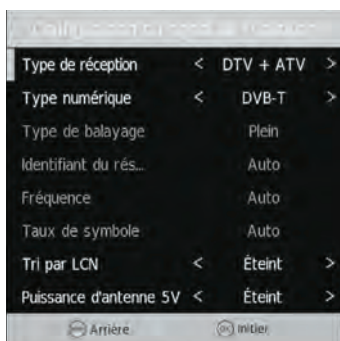 Type de réception < DTV + ATV >
Type numérique < DVB-T >
Type de balayage Plein
Identifiant du rés... Auto
Fréquence Auto
Taux de symbole Auto
Tri par LCN < Éteint >
Puissance d'antenne 5V < Éteint >
Arrière OK Initier